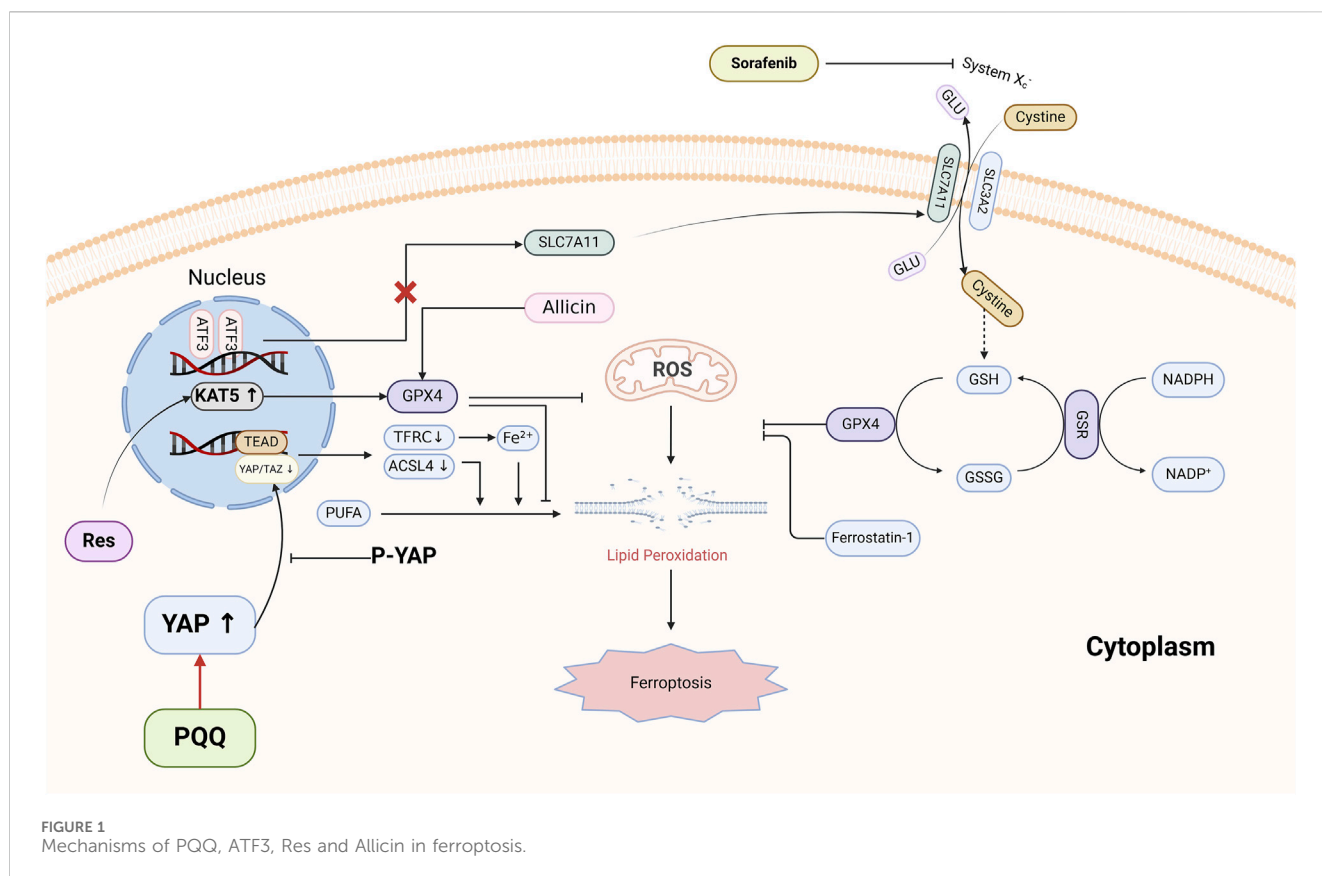 Sorafenib
System Xc-
GLU
Cystine
SLC7A11
SLC3A2
GLU
Cystine
SLC7A11
Nucleus
ATF3
ATF3
Allicin
KAT5 ↑
GPX4
ROS
GSH
NADPH
GPX4
GSR
TEAD
TFRC↓
Fe2+
YAP/TAZ ↓
ACSL4 ↓
GSSG
NADP+
PUFA
Res
Ferrostatin-1
P-YAP
Lipid Peroxidation
YAP ↑
Cytoplasm
Ferroptosis
PQQ
FIGURE 1
Mechanisms of PQQ, ATF3, Res and Allicin in ferroptosis.